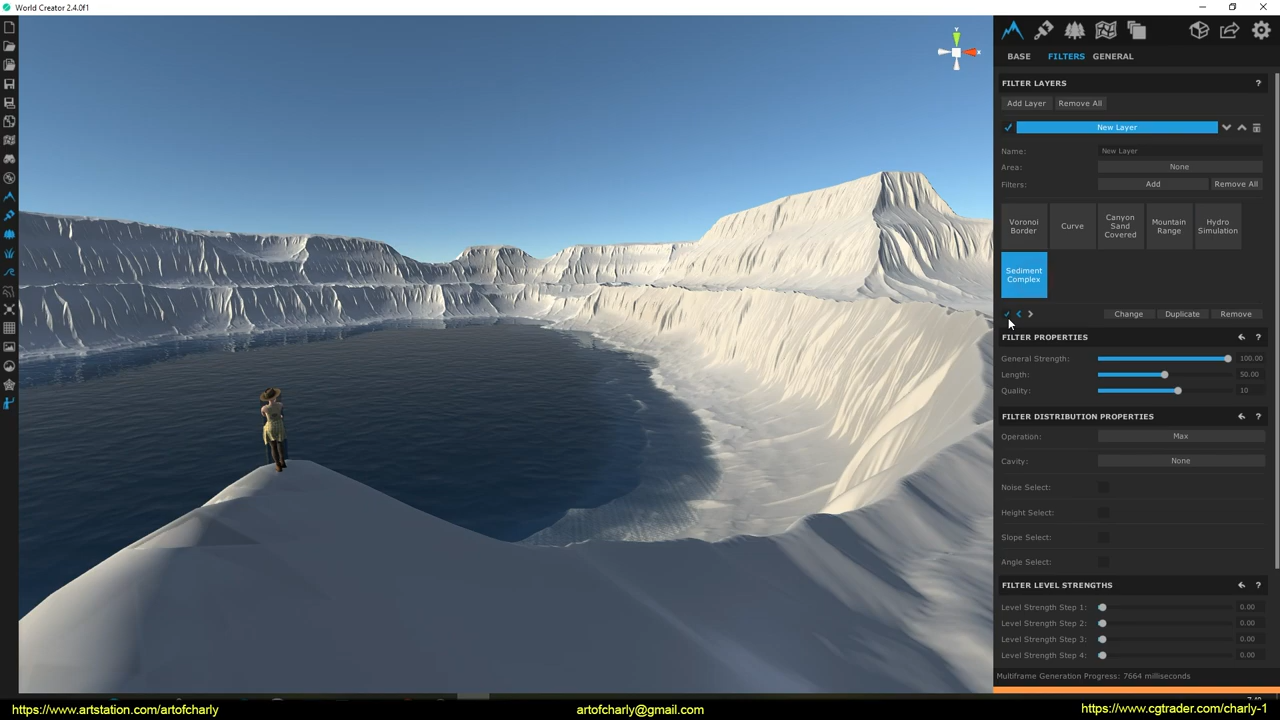 World Creator 2.4.0f1
Y
X
BASE FILTERS GENERAL
FILTER LAYERS ?
Add Layer Remove All
New Layer
Name: New Layer
Area: None
Filters: Add Remove All
Voronoi Border
Curve
Canyon Sand Covered
Mountain Range
Hydro Simulation
Sediment Complex
Change Duplicate Remove
FILTER PROPERTIES ?
General Strength: 100.00
Length: 50.00
Quality: 10
FILTER DISTRIBUTION PROPERTIES ?
Operation: Max
Cavity: None
Noise Select:
Height Select:
Slope Select:
Angle Select:
FILTER LEVEL STRENGTHS ?
Level Strength Step 1: 0.00
Level Strength Step 2: 0.00
Level Strength Step 3: 0.00
Level Strength Step 4: 0.00
Multiframe Generation Progress: 7664 milliseconds
https://www.artstation.com/artofcharly artofcharly@gmail.com https://www.cgtrader.com/charly-1